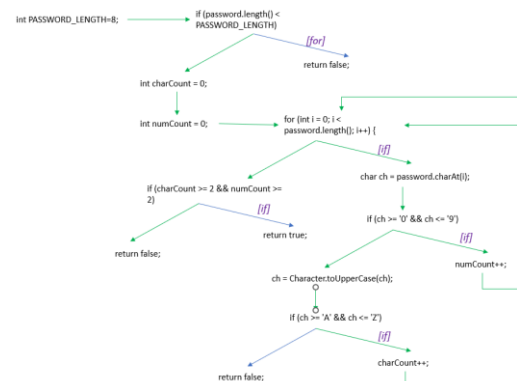 int PASSWORD_LENGTH=8;
if (password.length() <
PASSWORD_LENGTH)
[for]
return false;
int charCount = 0;
int numCount = 0;
for (int i = 0; i <
password.length(); i++) {
[if]
char ch = password.charAt(i);
if (charCount >= 2 && numCount >=
2)
[if]
return true;
return false;
if (ch >= '0' && ch <= '9')
[if]
numCount++;
ch = Character.toUpperCase(ch);
if (ch >= 'A' && ch <= 'Z')
[if]
charCount++;
return false;